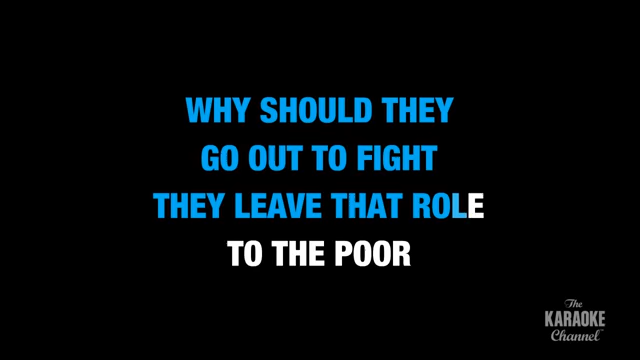 WHY SHOULD THEY
GO OUT TO FIGHT
THEY LEAVE THAT ROLE
TO THE POOR
The
KARAOKE
Channel